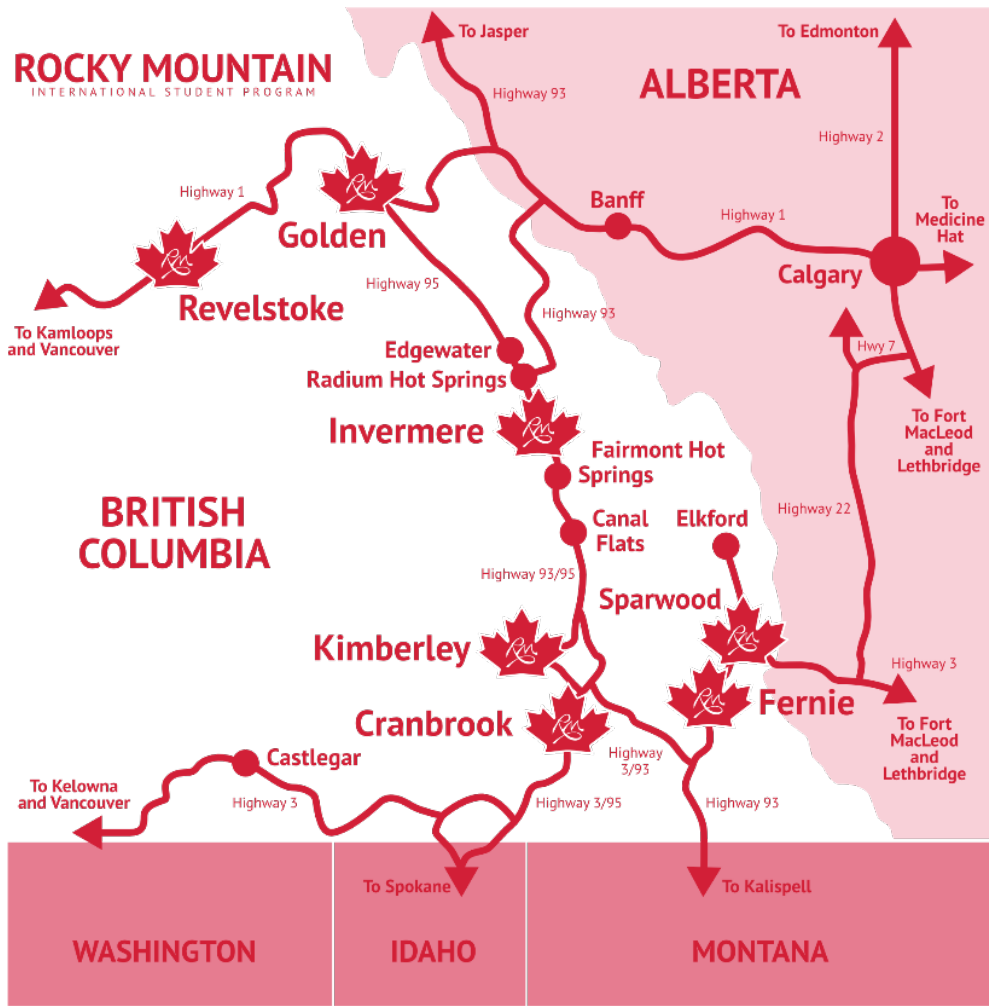 ROCKY MOUNTAIN
INTERNATIONAL STUDENT PROGRAM
To Jasper
To Edmonton
ALBERTA
Highway 93
Highway 2
Highway 1
Golden
Banff
Highway 1
To
Medicine
Hat
Calgary
Revelstoke
Highway 95
Highway 93
To Kamloops
and Vancouver
Edgewater
Radium Hot Springs
Hwy 7
Invermere
To Fort
MacLeod
and
Lethbridge
Fairmont Hot
Springs
BRITISH
COLUMBIA
Canal
Flats
Elkford
Highway 22
Highway 93/95
Sparwood
Kimberley
Highway 3
Fernie
Cranbrook
To Fort
MacLeod
and
Lethbridge
Castlegar
Highway
3/93
To Kelowna
and Vancouver
Highway 3
Highway 3/95
Highway 93
To Spokane
To Kalispell
WASHINGTON
IDAHO
MONTANA